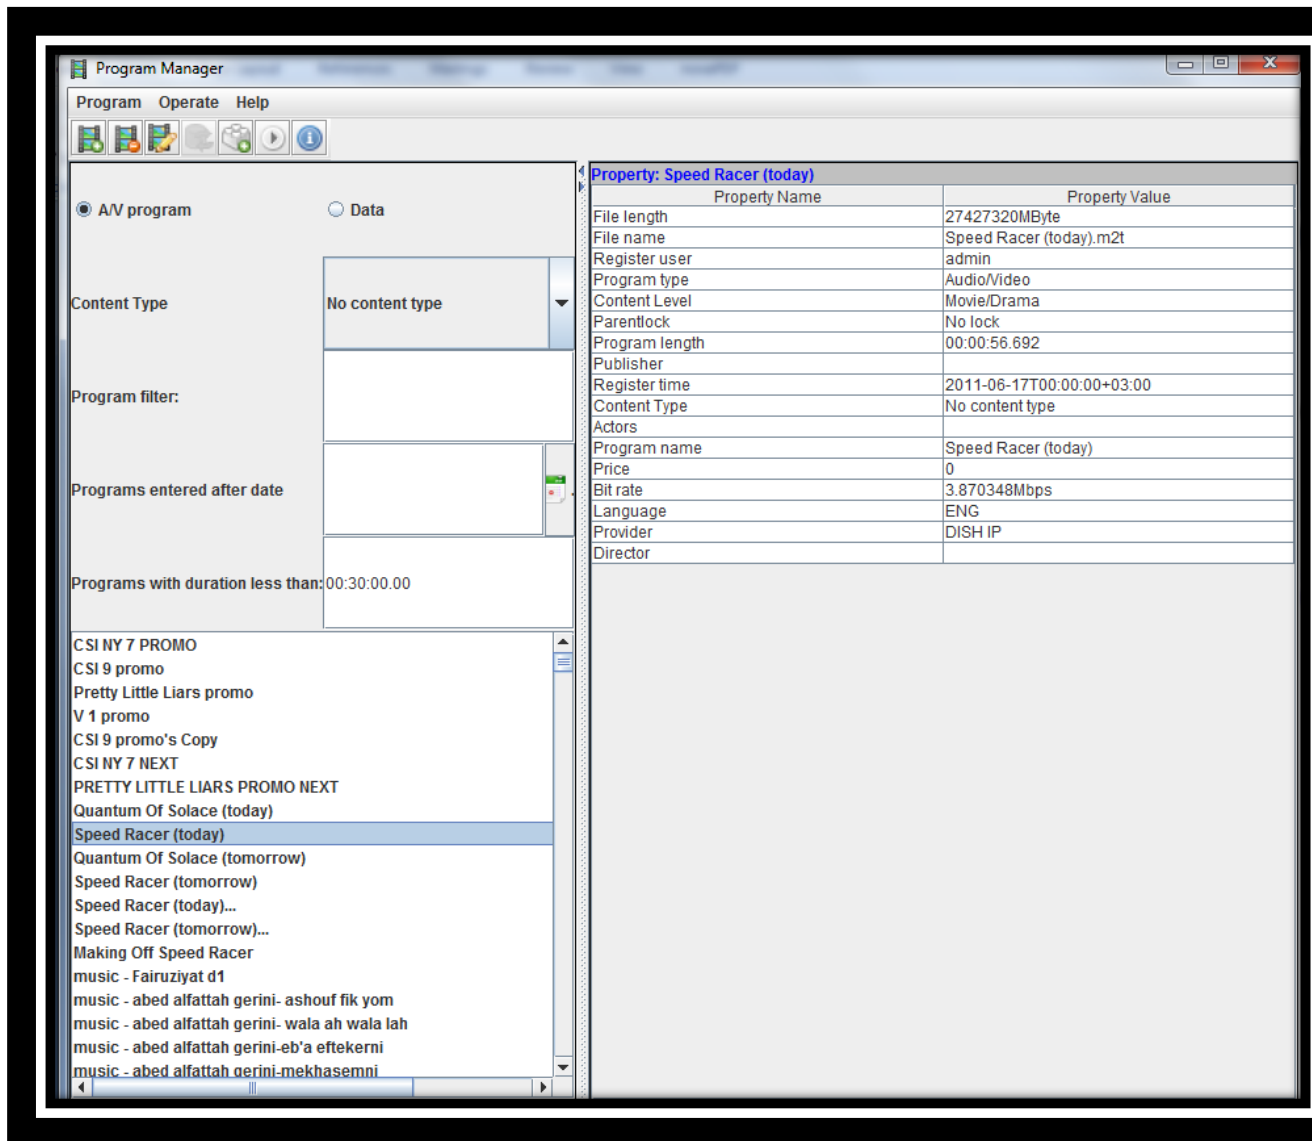 Program Manager
Program Operate Help
A/V program Data
Content Type No content type
Program filter:
Programs entered after date
Programs with duration less than: 00:30:00.00
CSI NY 7 PROMO
CSI 9 promo
Pretty Little Liars promo
V 1 promo
CSI 9 promo's Copy
CSI NY 7 NEXT
PRETTY LITTLE LIARS PROMO NEXT
Quantum Of Solace (today)
Speed Racer (today)
Quantum Of Solace (tomorrow)
Speed Racer (tomorrow)
Speed Racer (today)...
Speed Racer (tomorrow)...
Making Off Speed Racer
music - Fairuziyat d1
music - abed alfattah gerini- ashouf fik yom
music - abed alfattah gerini- wala ah wala lah
music - abed alfattah gerini-eb'a eftekerni
music - abed alfattah gerini-mekhasemni
Property: Speed Racer (today)
Property Name Property Value
File length 27427320MByte
File name Speed Racer (today).m2t
Register user admin
Program type Audio/Video
Content Level Movie/Drama
Parentlock No lock
Program length 00:00:56.692
Publisher
Register time 2011-06-17T00:00:00+03:00
Content Type No content type
Actors
Program name Speed Racer (today)
Price 0
Bit rate 3.870348Mbps
Language ENG
Provider DISH IP
Director